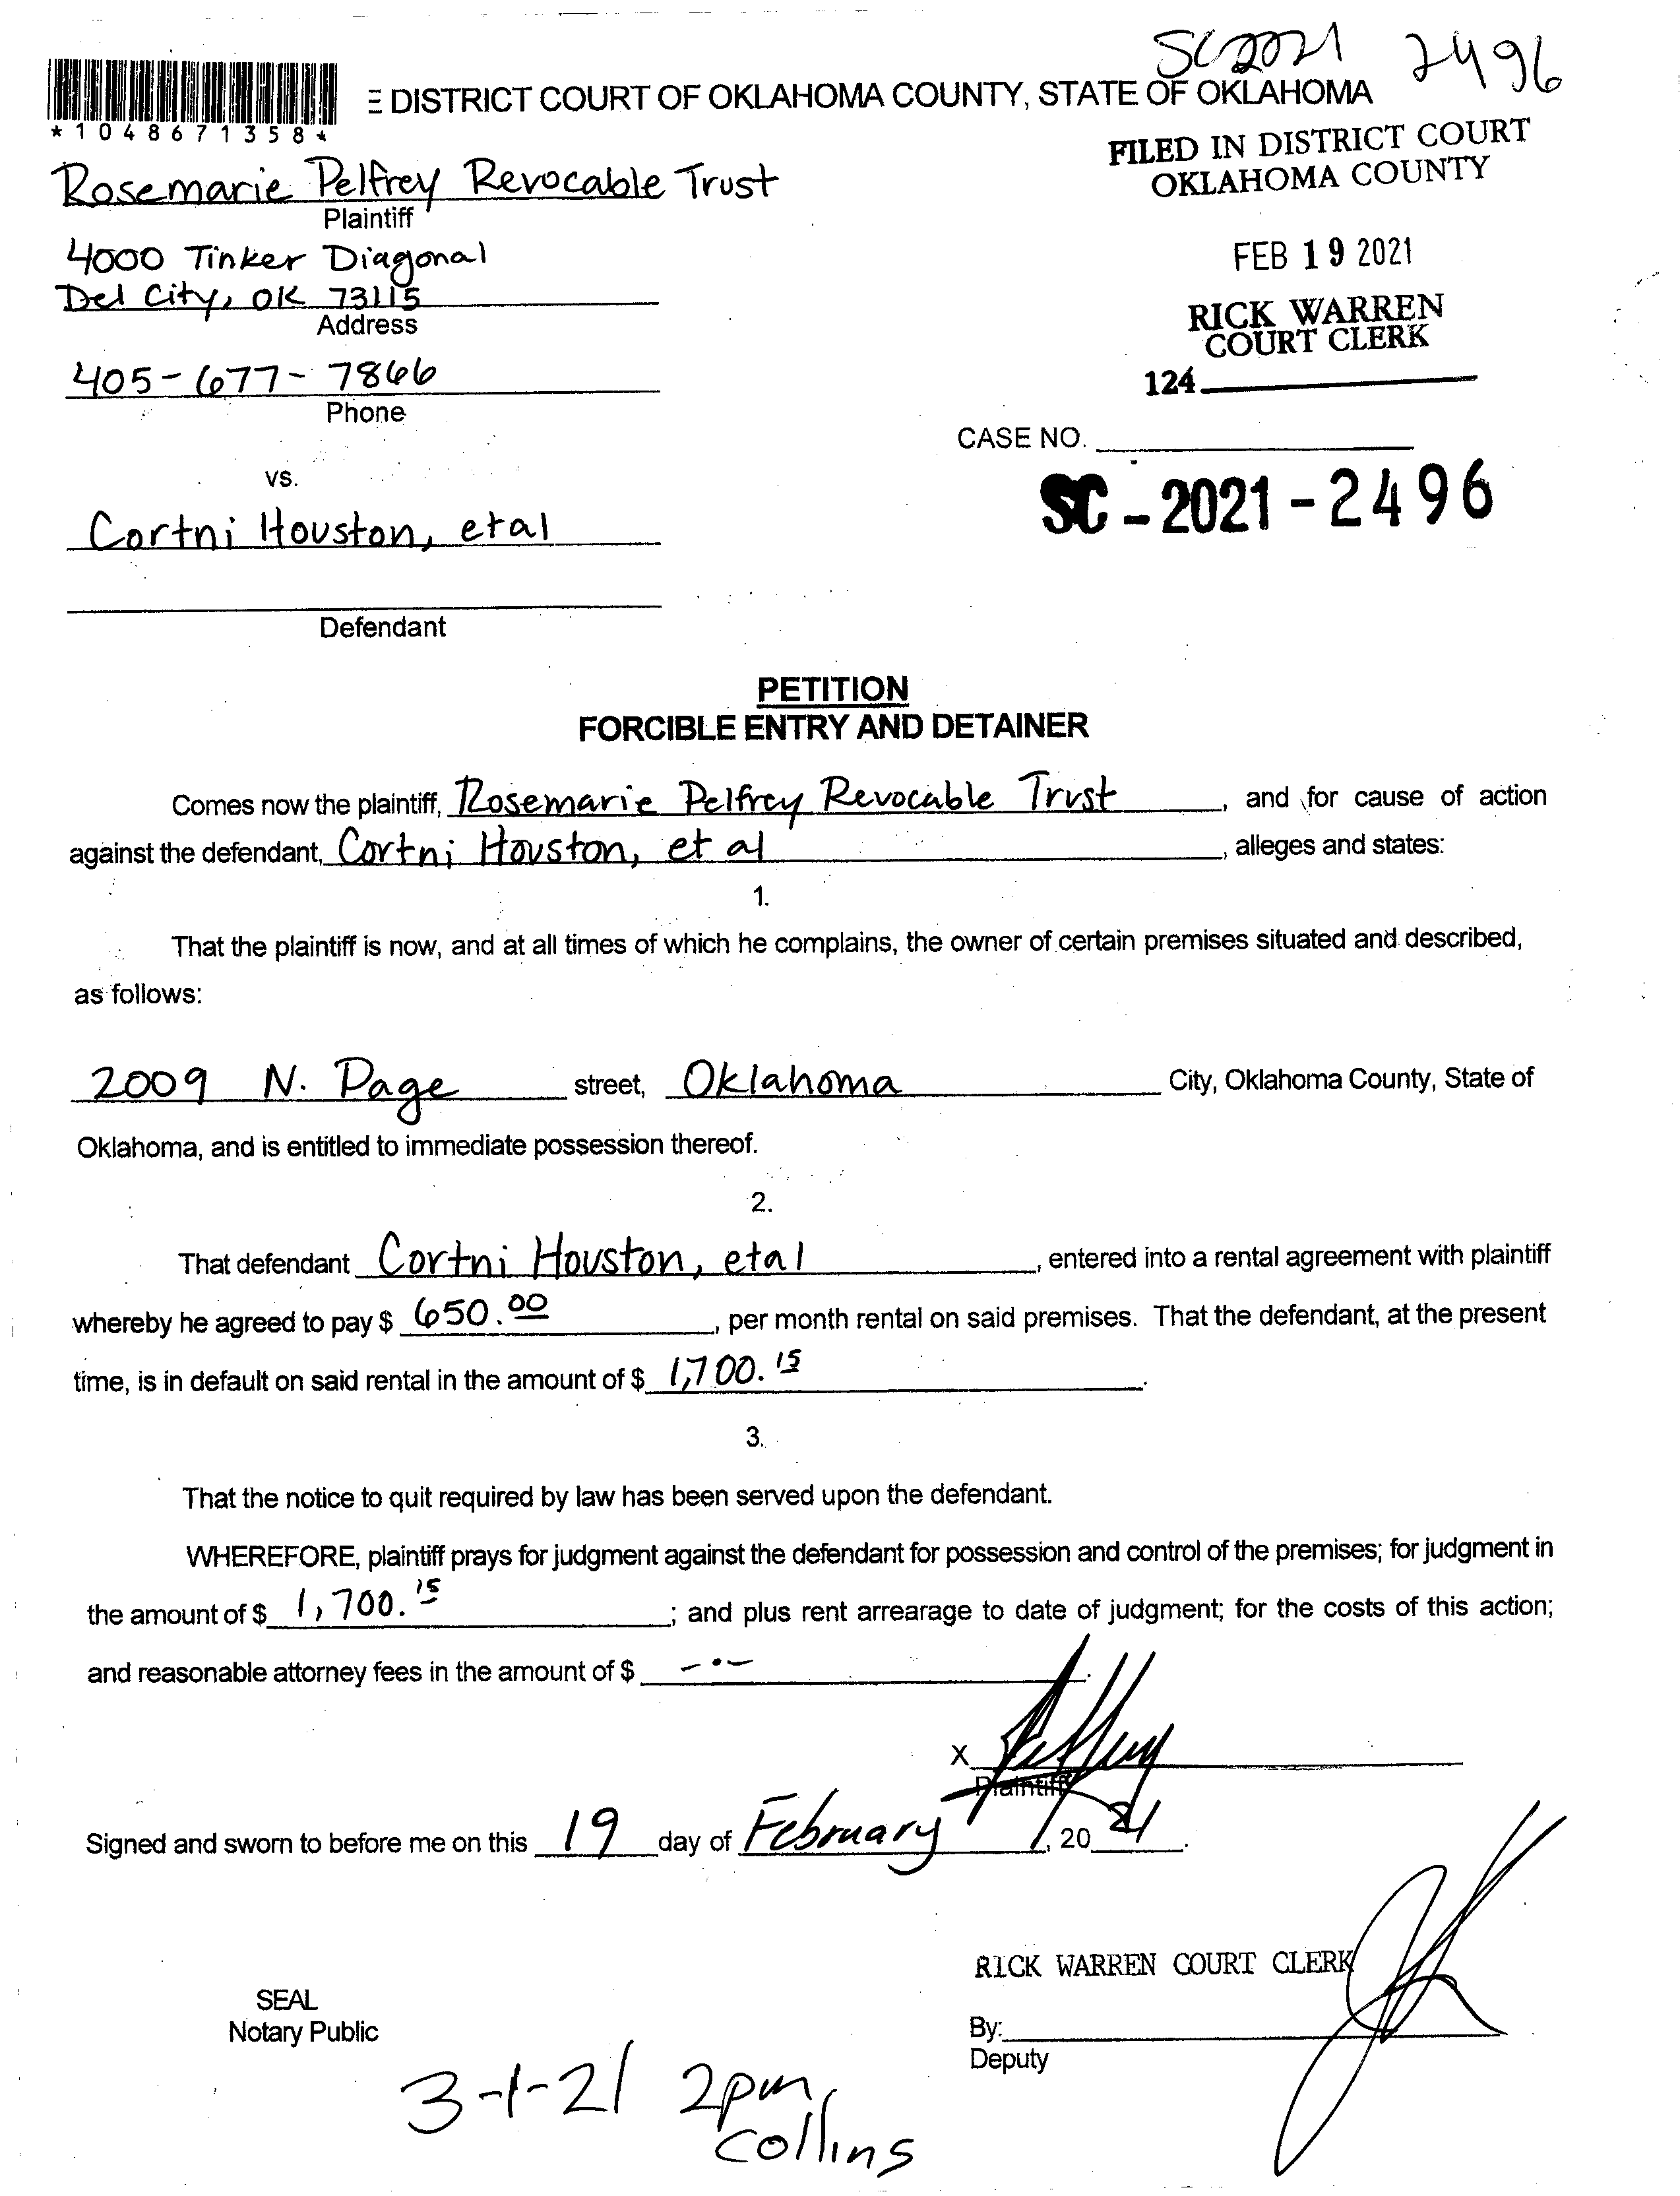 SC2021 2496
E DISTRICT COURT OF OKLAHOMA COUNTY, STATE OF OKLAHOMA
*1048671358*
FILED IN DISTRICT COURT
OKLAHOMA COUNTY
Rosemarie Pelfrey Revocable Trust
Plaintiff
4000 Tinker Diagonal
FEB 19 2021
Del City, OK 73115
Address
RICK WARREN
COURT CLERK
405-677-7866
124
Phone
CASE NO.
vs.
SC-2021-2496
Cortni Houston, etal
Defendant
PETITION
FORCIBLE ENTRY AND DETAINER
Comes now the plaintiff, Rosemarie Pelfrey Revocable Trust, and for cause of action
against the defendant, Cortni Houston, et al, alleges and states:
1.
That the plaintiff is now, and at all times of which he complains, the owner of certain premises situated and described,
as follows:
2009 N. Page street, Oklahoma City, Oklahoma County, State of
Oklahoma, and is entitled to immediate possession thereof.
2.
That defendant Cortni Houston, etal, entered into a rental agreement with plaintiff
whereby he agreed to pay $ 650.00, per month rental on said premises. That the defendant, at the present
time, is in default on said rental in the amount of $ 1,700.15.
3.
That the notice to quit required by law has been served upon the defendant.
WHEREFORE, plaintiff prays for judgment against the defendant for possession and control of the premises; for judgment in
the amount of $ 1,700.15; and plus rent arrearage to date of judgment; for the costs of this action;
and reasonable attorney fees in the amount of $ -•-.
X
Plaintiff
Signed and sworn to before me on this 19 day of February, 20 21.
RICK WARREN COURT CLERK
SEAL
Notary Public
By:
Deputy
3-1-21 2pm
Collins